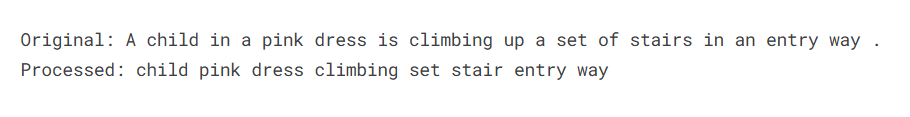 Original: A child in a pink dress is climbing up a set of stairs in an entry way .
Processed: child pink dress climbing set stair entry way